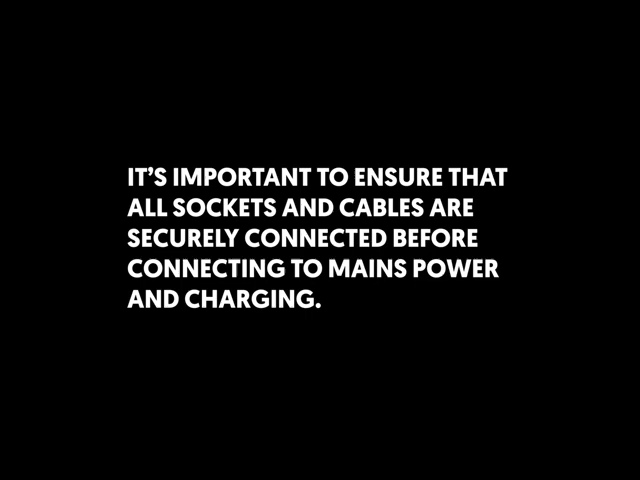 IT’S IMPORTANT TO ENSURE THAT
ALL SOCKETS AND CABLES ARE
SECURELY CONNECTED BEFORE
CONNECTING TO MAINS POWER
AND CHARGING.